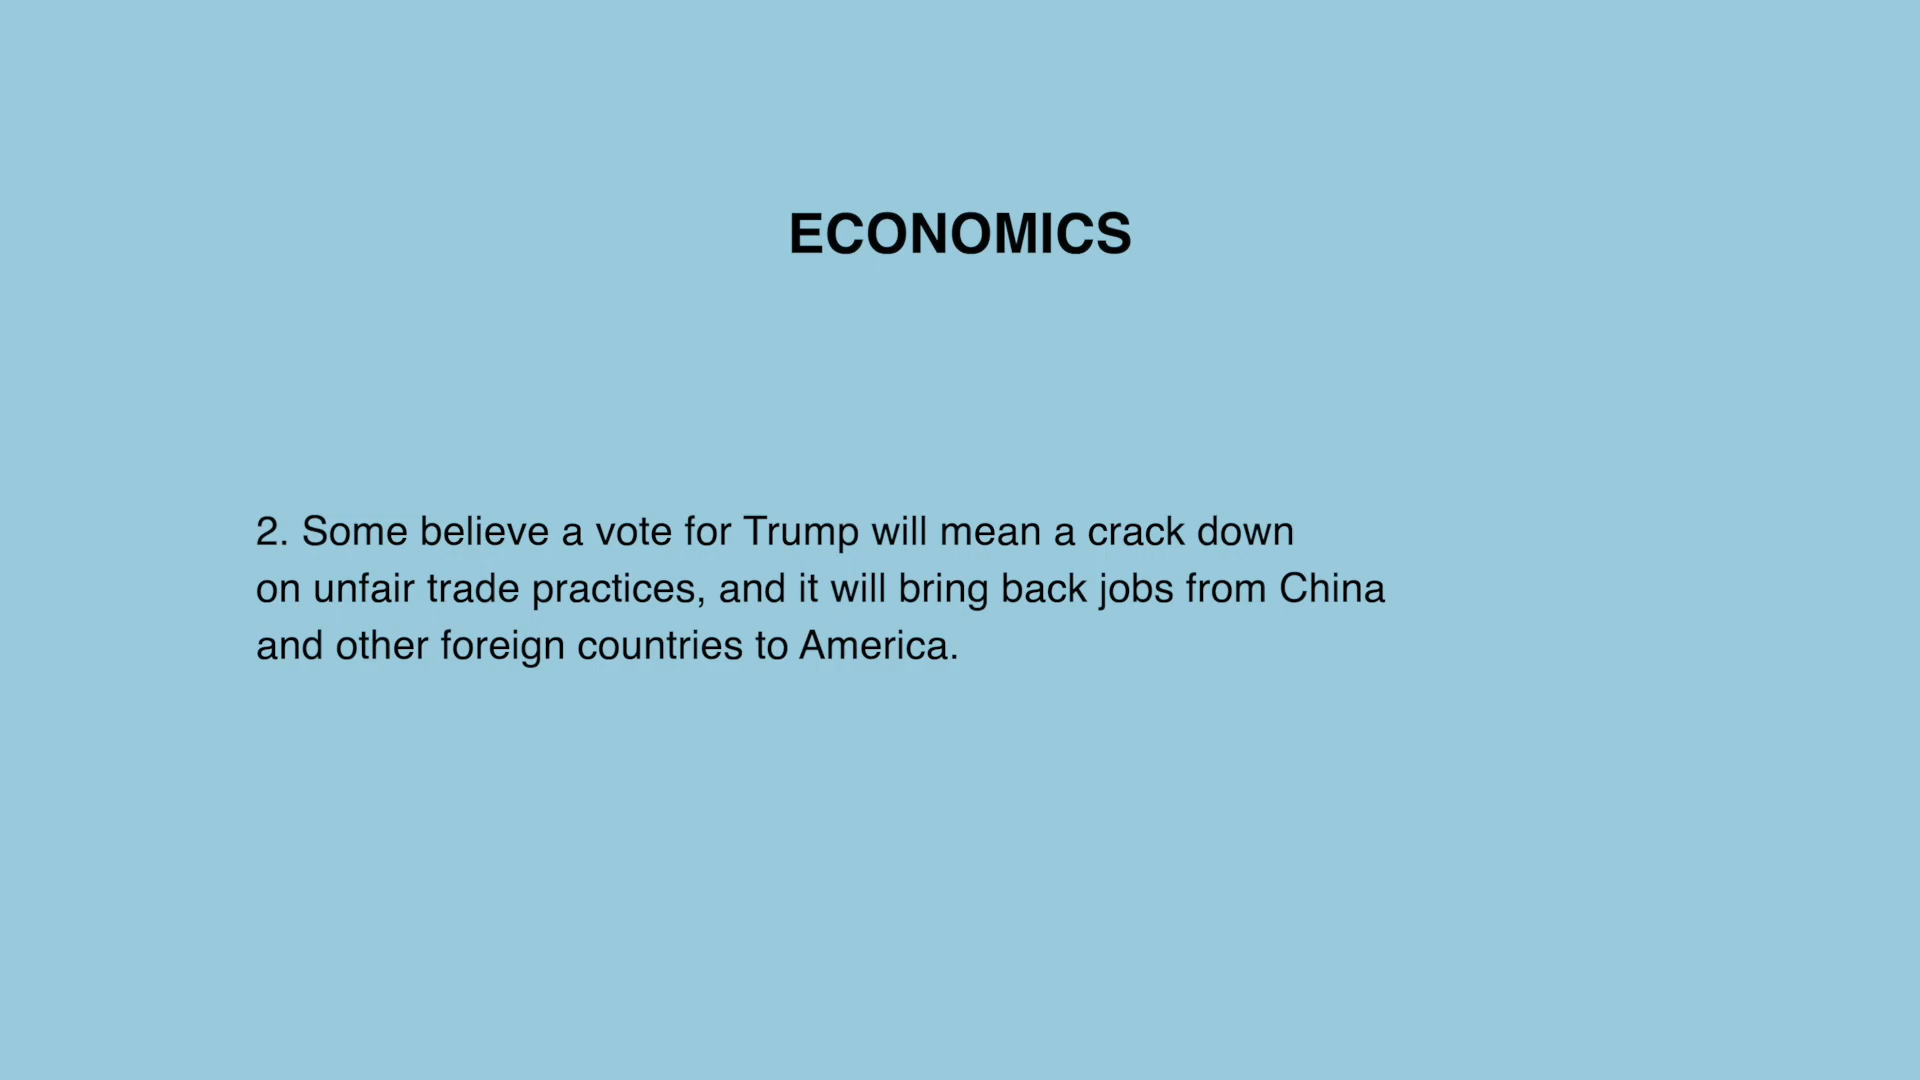 ECONOMICS
2. Some believe a vote for Trump will mean a crack down
on unfair trade practices, and it will bring back jobs from China
and other foreign countries to America.